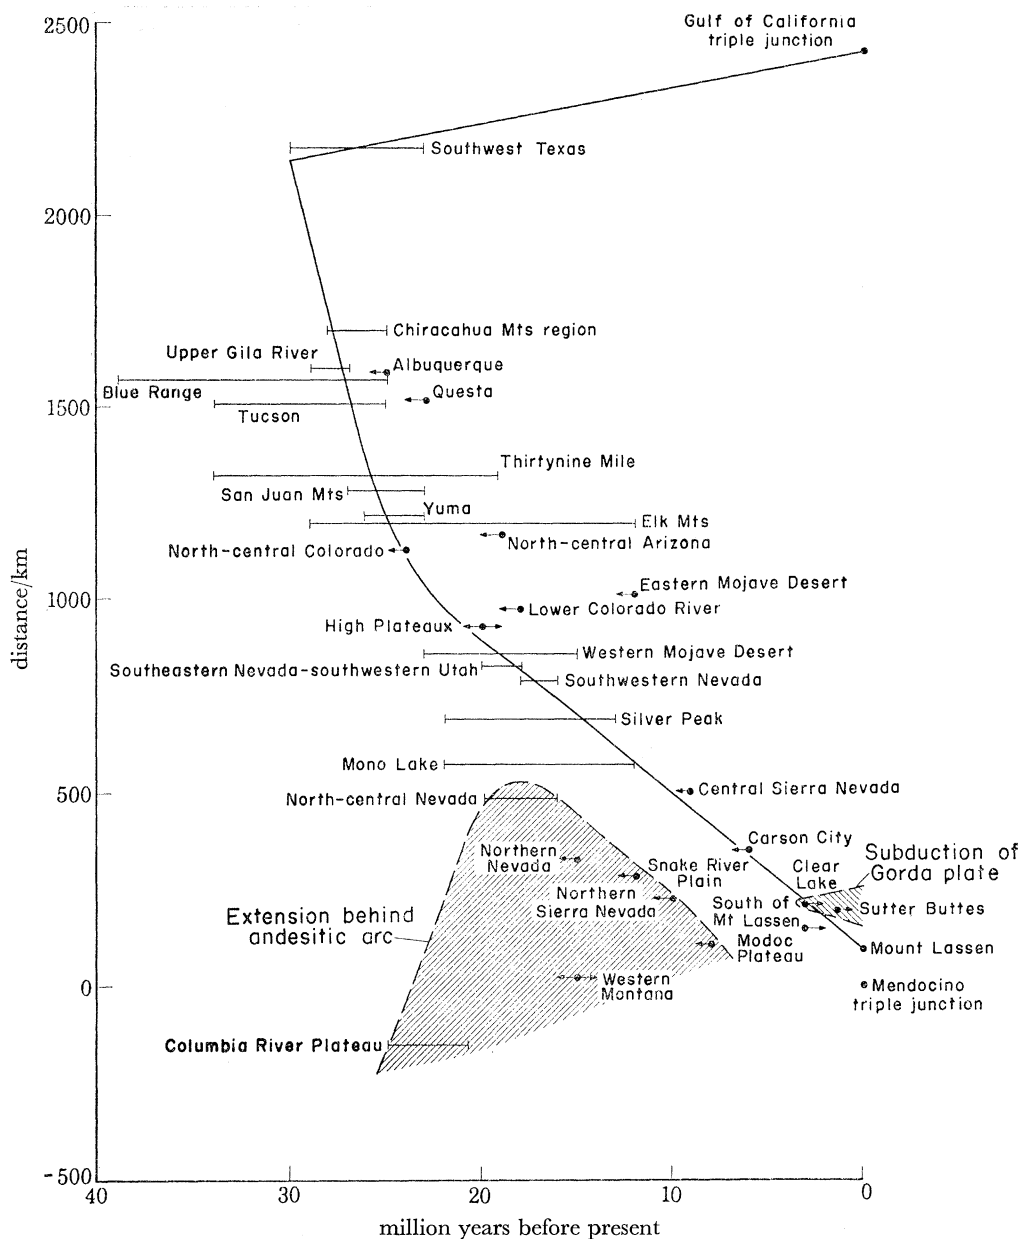 2500
Gulf of California
triple junction
Southwest Texas
2000
Chiracahua Mts region
Upper Gila River
Albuquerque
Blue Range
Questa
1500
Tucson
Thirtynine Mile
San Juan Mts
Yuma
Elk Mts
North-central Colorado
North-central Arizona
distance/km
Eastern Mojave Desert
1000
Lower Colorado River
High Plateaux
Western Mojave Desert
Southeastern Nevada-southwestern Utah
Southwestern Nevada
Silver Peak
Mono Lake
500
North-central Nevada
Central Sierra Nevada
Carson City
Northern
Nevada
Snake River
Plain
Clear
Lake
Subduction of
Gorda plate
Northern
Sierra Nevada
South of
Mt Lassen
Sutter Buttes
Extension behind
andesitic arc
Modoc
Plateau
Mount Lassen
0
Western
Montana
Mendocino
triple junction
Columbia River Plateau
-500
40
30
20
10
0
million years before present